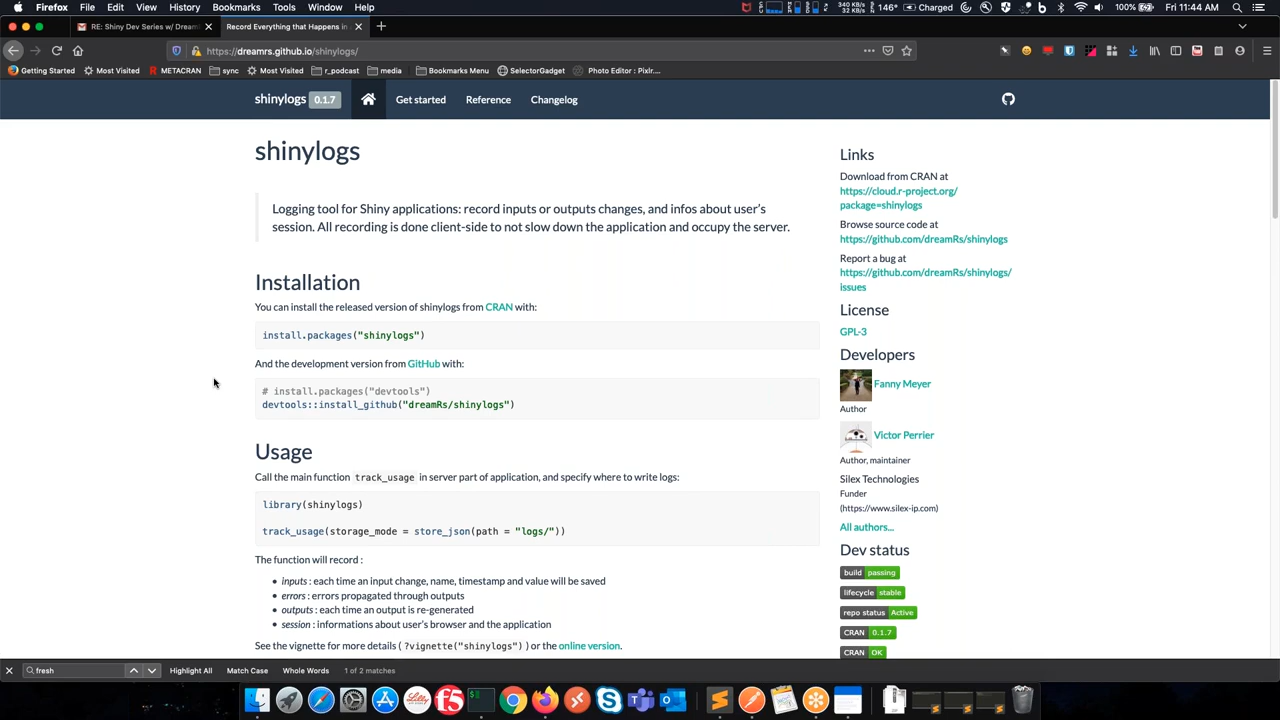 Firefox File Edit View History Bookmarks Tools Window Help
340 KB/s
146° Charged
100% Fri 11:44 AM
RE: Shiny Dev Series w/ Dream
Record Everything that Happens in
https://dreamrs.github.io/shinylogs/
Getting Started Most Visited METACRAN sync Most Visited r_podcast media Bookmarks Menu SelectorGadget Photo Editor : Pixlr....
shinylogs 0.1.7 Get started Reference Changelog
shinylogs
Logging tool for Shiny applications: record inputs or outputs changes, and infos about user's
session. All recording is done client-side to not slow down the application and occupy the server.
Installation
You can install the released version of shinylogs from CRAN with:
install.packages("shinylogs")
And the development version from GitHub with:
# install.packages("devtools")
devtools::install_github("dreamRs/shinylogs")
Usage
Call the main function track_usage in server part of application, and specify where to write logs:
library(shinylogs)
track_usage(storage_mode = store_json(path = "logs/"))
The function will record :
• inputs : each time an input change, name, timestamp and value will be saved
• errors : errors propagated through outputs
• outputs : each time an output is re-generated
• session : informations about user's browser and the application
See the vignette for more details ( ?vignette("shinylogs") ) or the online version.
Links
Download from CRAN at
https://cloud.r-project.org/
package=shinylogs
Browse source code at
https://github.com/dreamRs/shinylogs
Report a bug at
https://github.com/dreamRs/shinylogs/
issues
License
GPL-3
Developers
Fanny Meyer
Author
Victor Perrier
Author, maintainer
Silex Technologies
Funder
(https://www.silex-ip.com)
All authors...
Dev status
build passing
lifecycle stable
repo status Active
CRAN 0.1.7
CRAN OK
fresh Highlight All Match Case Whole Words 1 of 2 matches
Lilly
f5